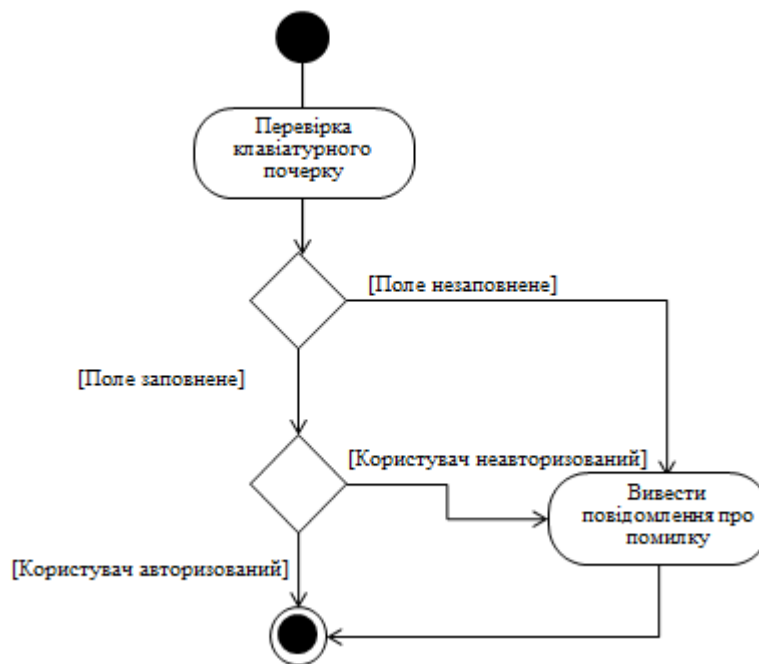 Перевірка
клавіатурного
почерку
[Поле незаповнене]
[Поле заповнене]
[Користувач неавторизований]
Вивести
повідомлення про
помилку
[Користувач авторизований]